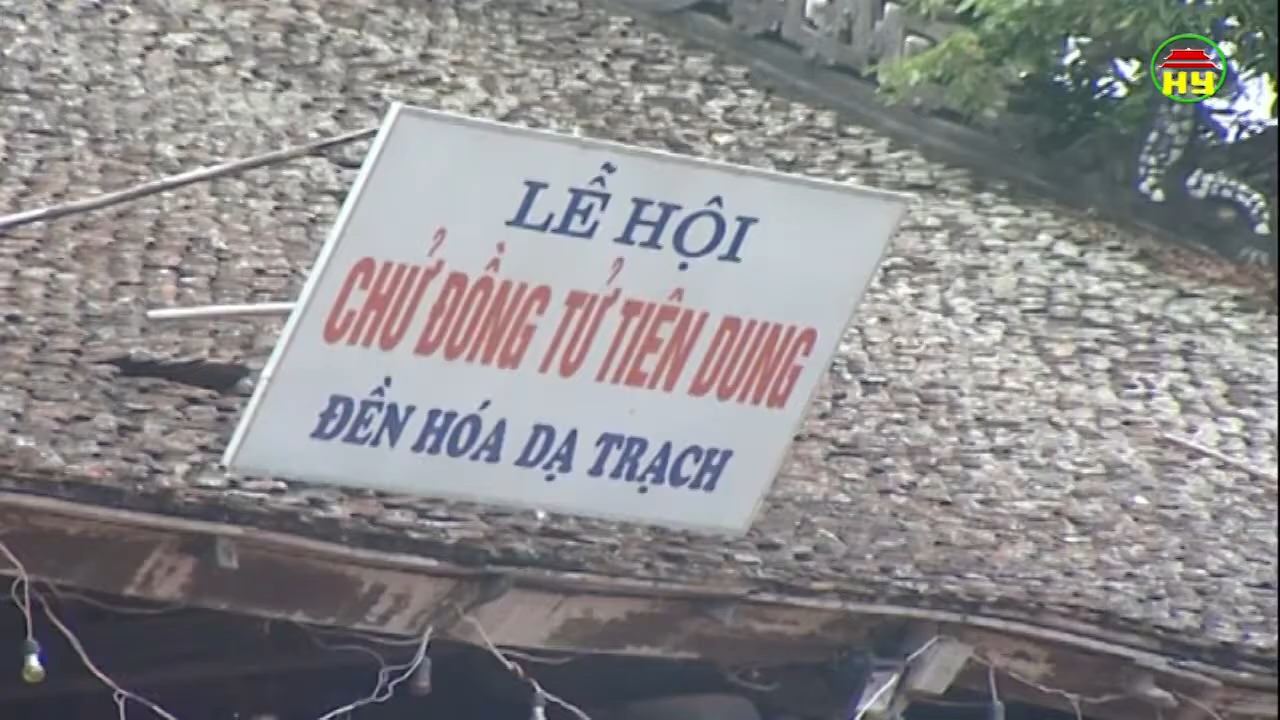 HY
LỄ HỘI
CHỬ ĐỒNG TỬ TIÊN DUNG
ĐỀN HÓA DẠ TRẠCH